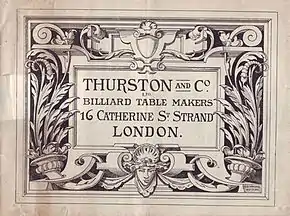 THURSTON AND Co
LTD
BILLIARD TABLE MAKERS
16 CATHERINE ST STRAND
LONDON.